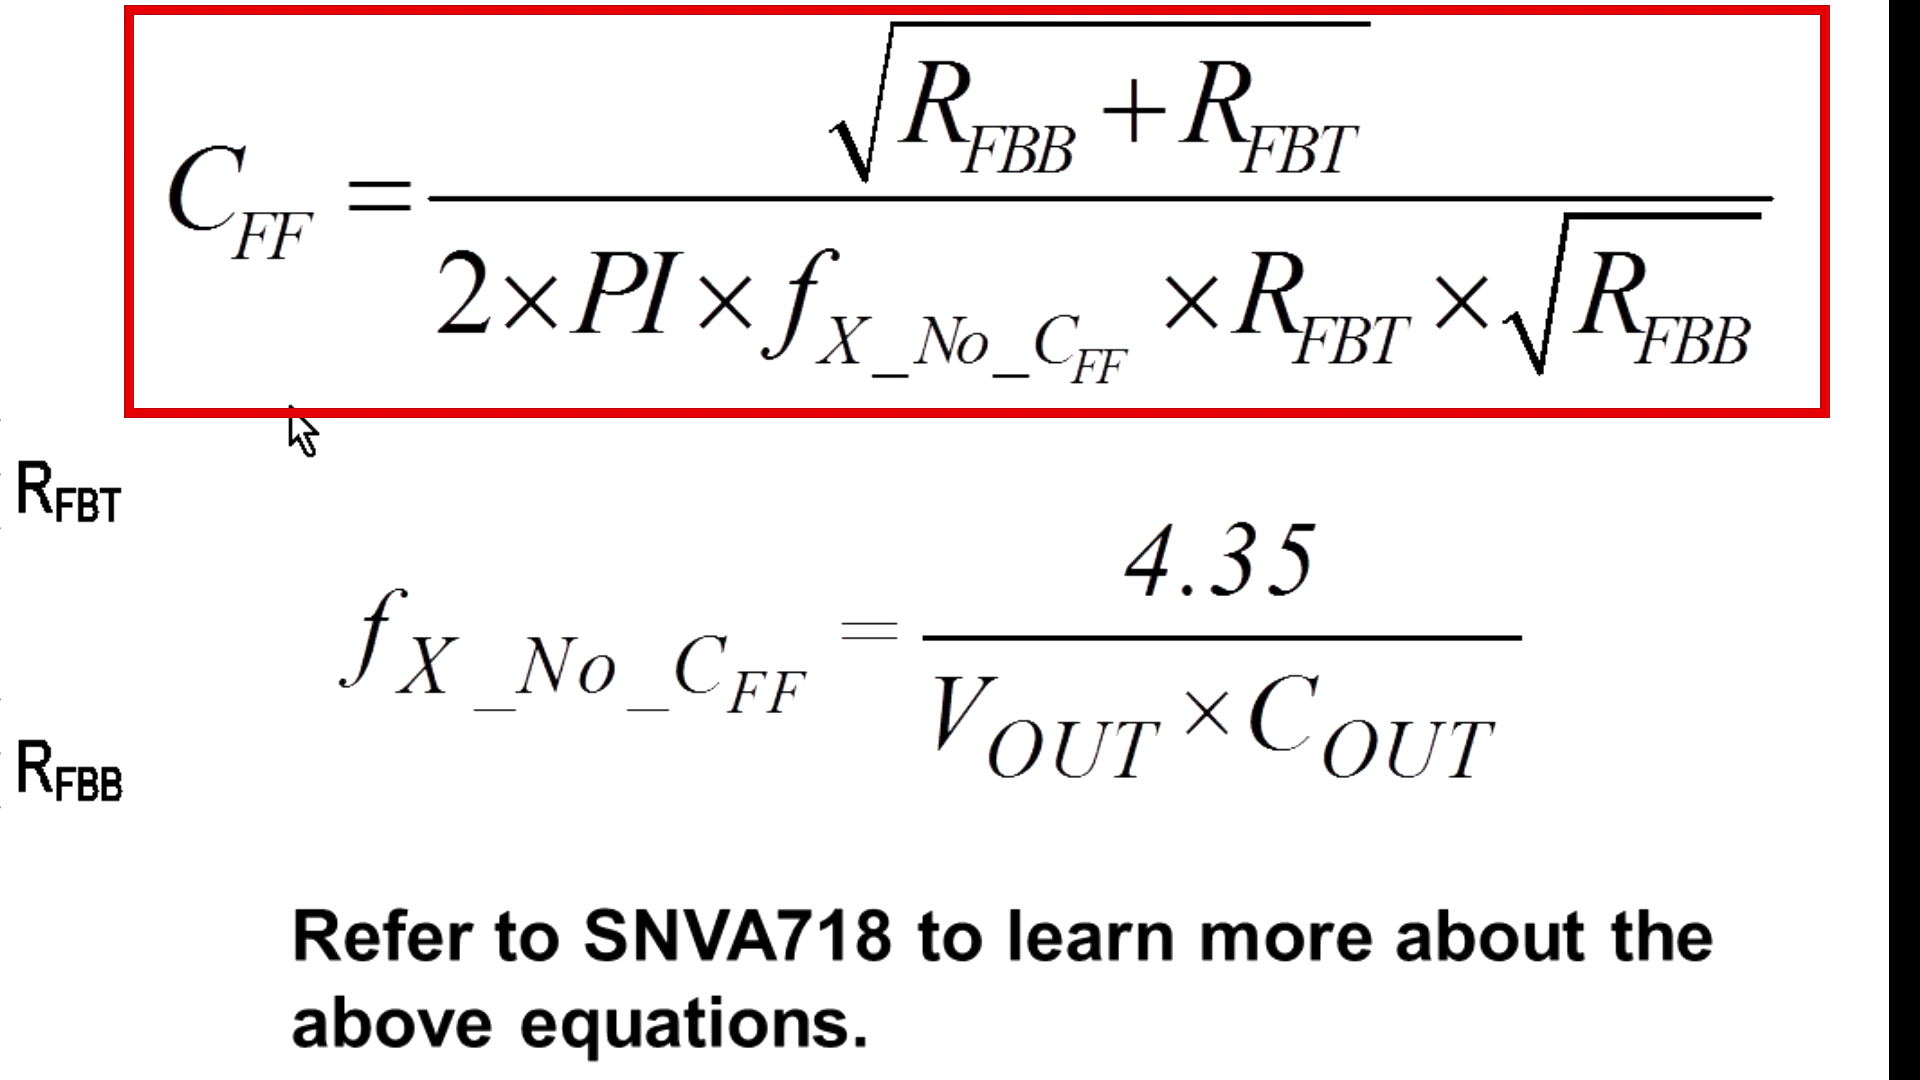 C_FF = √(R_FBB + R_FBT) / (2 × PI × f_X_No_C_FF × R_FBT × √R_FBB)
R_FBT
f_X_No_C_FF = 4.35 / (V_OUT × C_OUT)
R_FBB
Refer to SNVA718 to learn more about the
above equations.